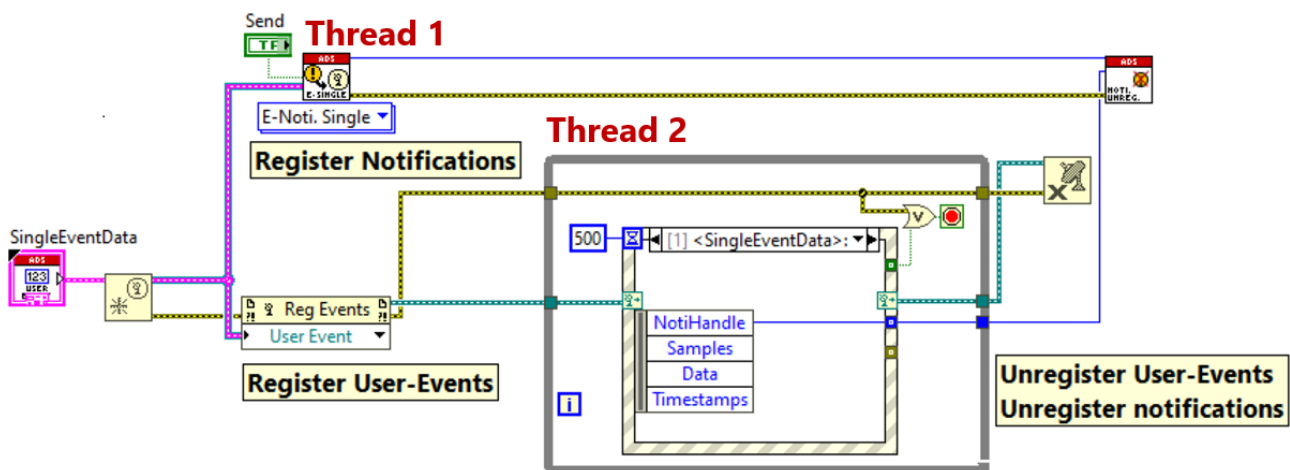 Send
Thread 1
TF
ADS
E-SINGLE
ADS
NOTI.
UNREG.
E-Noti. Single
Thread 2
Register Notifications
500
[1] <SingleEventData>:
SingleEventData
ADS
123
USER
Reg Events
User Event
NotiHandle
Samples
Data
Timestamps
Register User-Events
i
Unregister User-Events
Unregister notifications